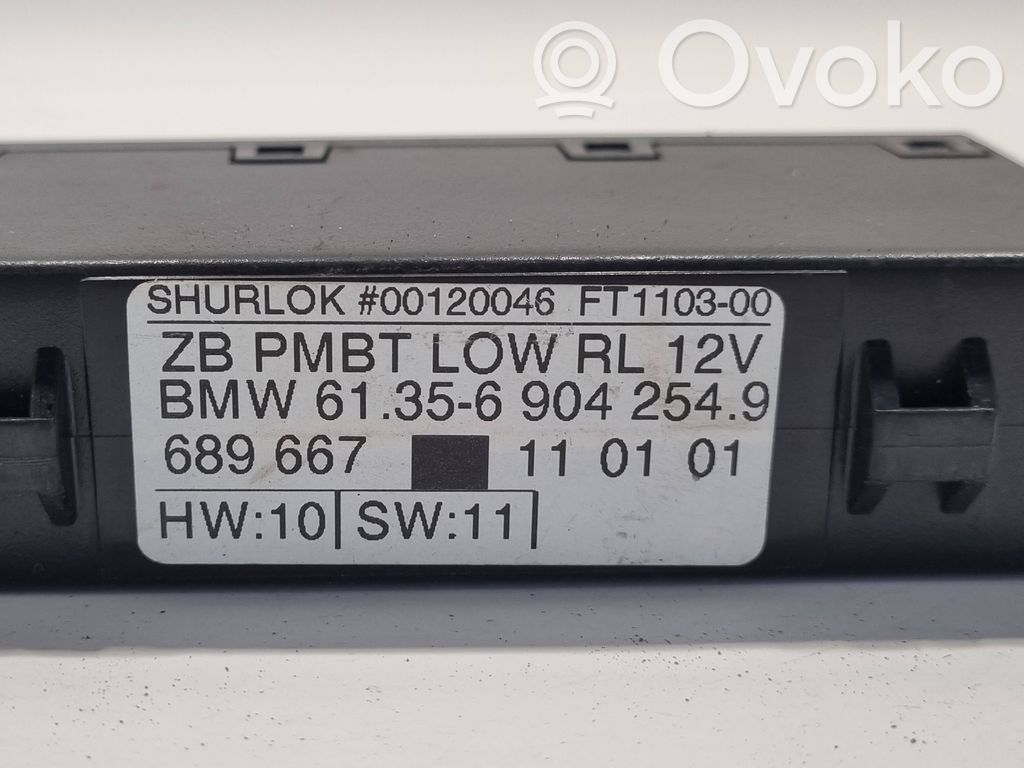 Ovoko
SHURLOK #00120046 FT1103-00
ZB PMBT LOW RL 12V
BMW 61.35-6 904 254.9
689 667 11 01 01
HW:10 SW:11